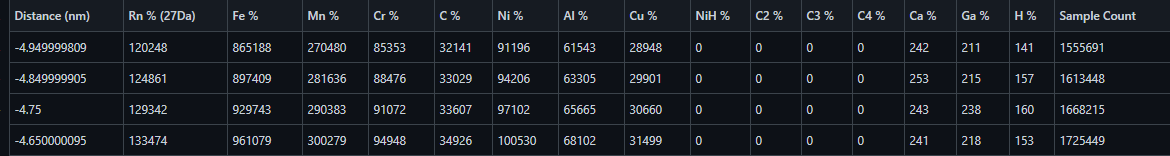 Distance (nm) Rn % (27Da) Fe % Mn % Cr % C % Ni % Al % Cu % NiH % C2 % C3 % C4 % Ca % Ga % H % Sample Count
-4.949999809 120248 865188 270480 85353 32141 91196 61543 28948 0 0 0 0 242 211 141 1555691
-4.849999905 124861 897409 281636 88476 33029 94206 63305 29901 0 0 0 0 253 215 157 1613448
-4.75 129342 929743 290383 91072 33607 97102 65665 30660 0 0 0 0 243 238 160 1668215
-4.650000095 133474 961079 300279 94948 34926 100530 68102 31499 0 0 0 0 241 218 153 1725449